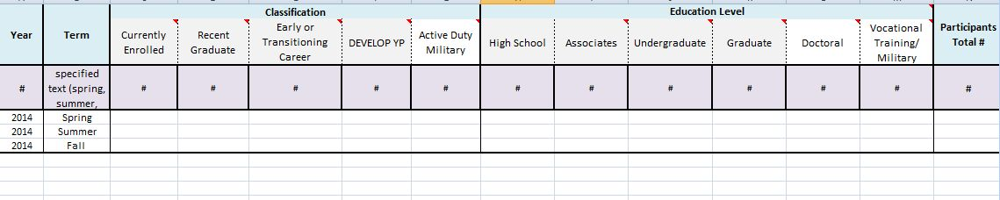 Classification Education Level
Year Term Currently Enrolled Recent Graduate Early or Transitioning Career DEVELOP YP Active Duty Military High School Associates Undergraduate Graduate Doctoral Vocational Training/ Military Participants Total #
# specified text (spring, summer, # # # # # # # # # # # #
2014 Spring
2014 Summer
2014 Fall